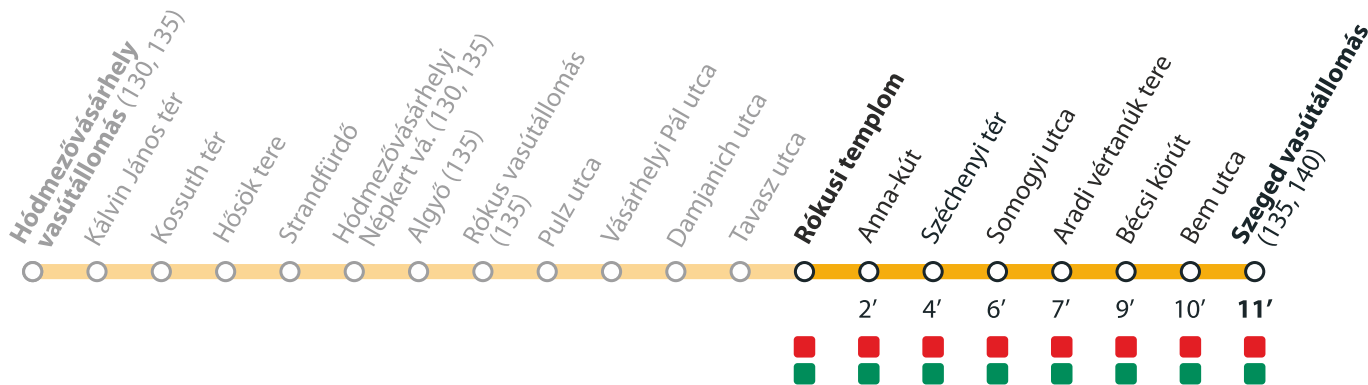 Hódmezővásárhely
vasútállomás (130, 135)
Kálvin János tér
Kossuth tér
Hősök tere
Strandfürdő
Hódmezővásárhelyi
Népkert vá. (130, 135)
Algyő (135)
Rókus vasútállomás
(135)
Pulz utca
Vásárhelyi Pál utca
Damjanich utca
Tavasz utca
Rókusi templom
Anna-kút
Széchenyi tér
Somogyi utca
Aradi vértanúk tere
Bécsi körút
Bem utca
Szeged vasútállomás
(135, 140)
2’ 4’ 6’ 7’ 9’ 10’ 11’